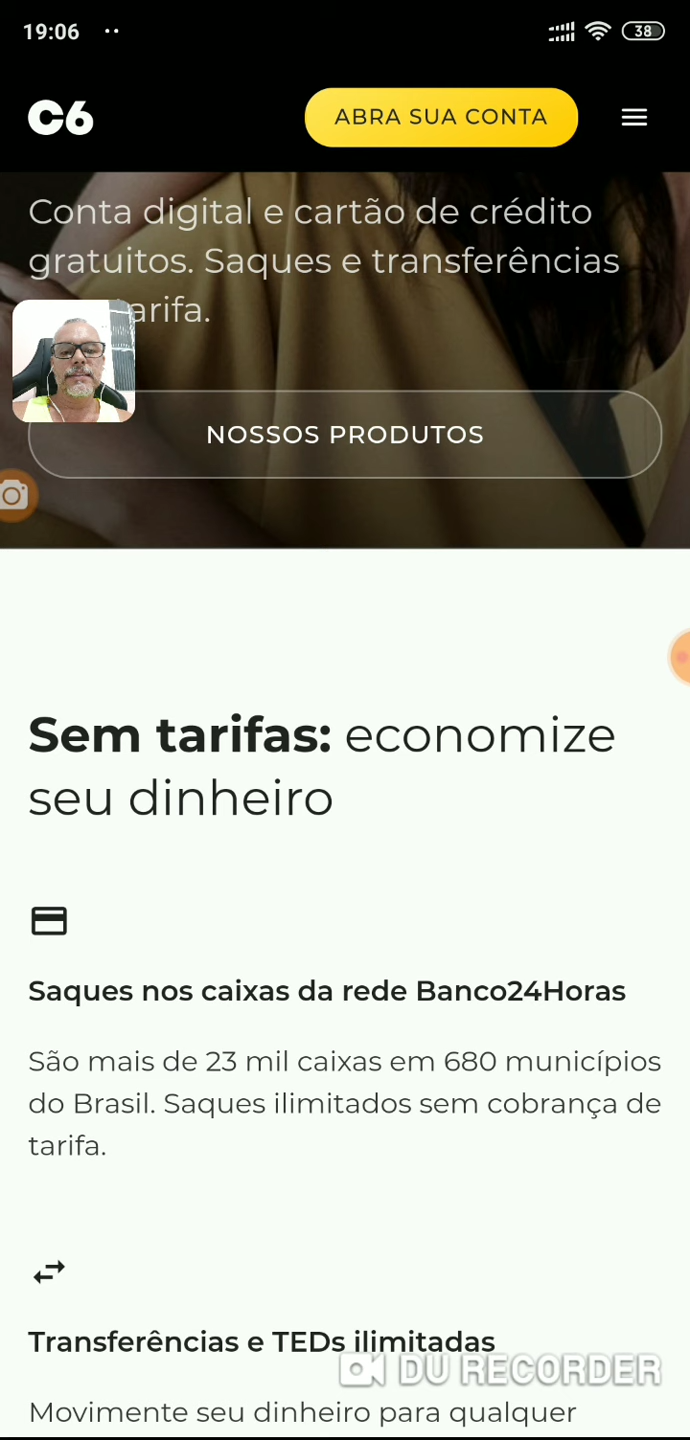 19:06
38
C6
ABRA SUA CONTA
Conta digital e cartão de crédito
gratuitos. Saques e transferências
arifa.
NOSSOS PRODUTOS
Sem tarifas: economize
seu dinheiro
Saques nos caixas da rede Banco24Horas
São mais de 23 mil caixas em 680 municípios
do Brasil. Saques ilimitados sem cobrança de
tarifa.
Transferências e TEDs ilimitadas
DU RECORDER
Movimente seu dinheiro para qualquer